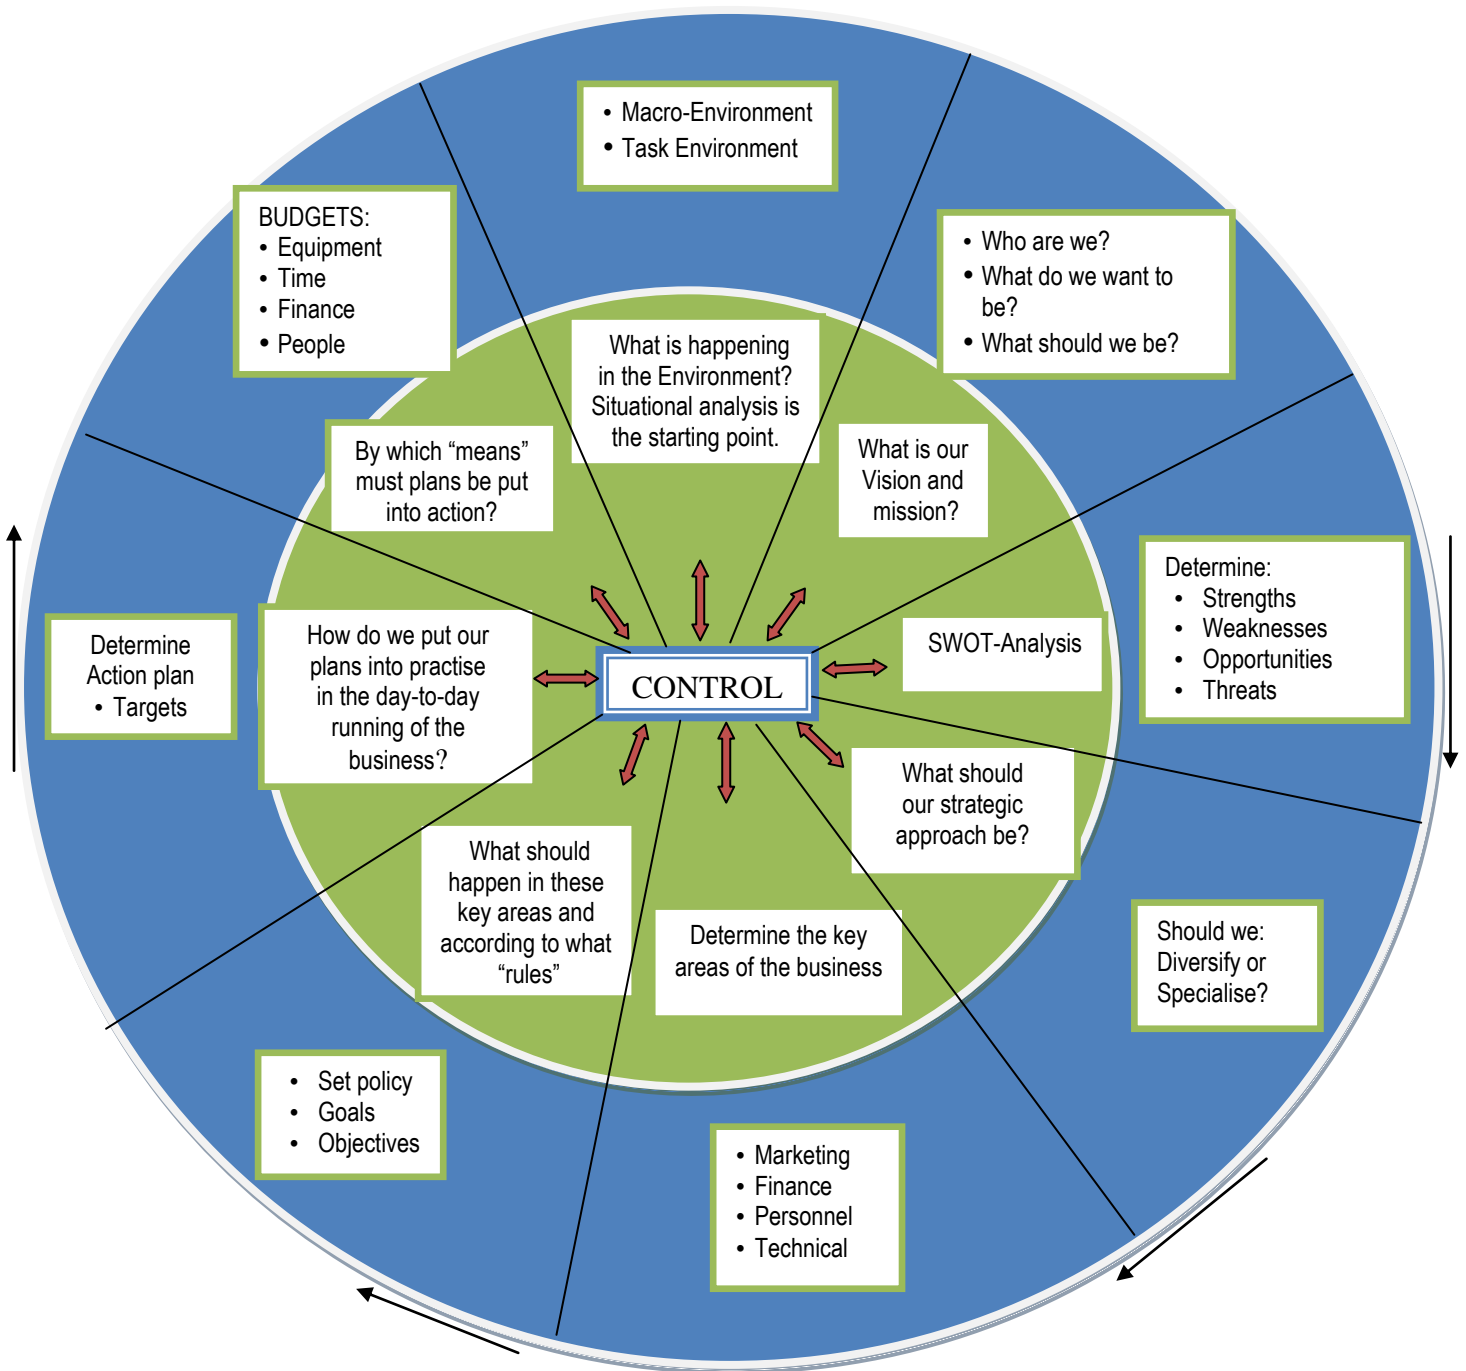 • Macro-Environment
• Task Environment
• Who are we?
• What do we want to
be?
• What should we be?
Determine:
• Strengths
• Weaknesses
• Opportunities
• Threats
Should we:
Diversify or
Specialise?
• Marketing
• Finance
• Personnel
• Technical
• Set policy
• Goals
• Objectives
Determine
Action plan
• Targets
BUDGETS:
• Equipment
• Time
• Finance
• People
What is happening
in the Environment?
Situational analysis is
the starting point.
What is our
Vision and
mission?
SWOT-Analysis
What should
our strategic
approach be?
Determine the key
areas of the business
What should
happen in these
key areas and
according to what
“rules”
How do we put our
plans into practise
in the day-to-day
running of the
business?
By which “means”
must plans be put
into action?
CONTROL